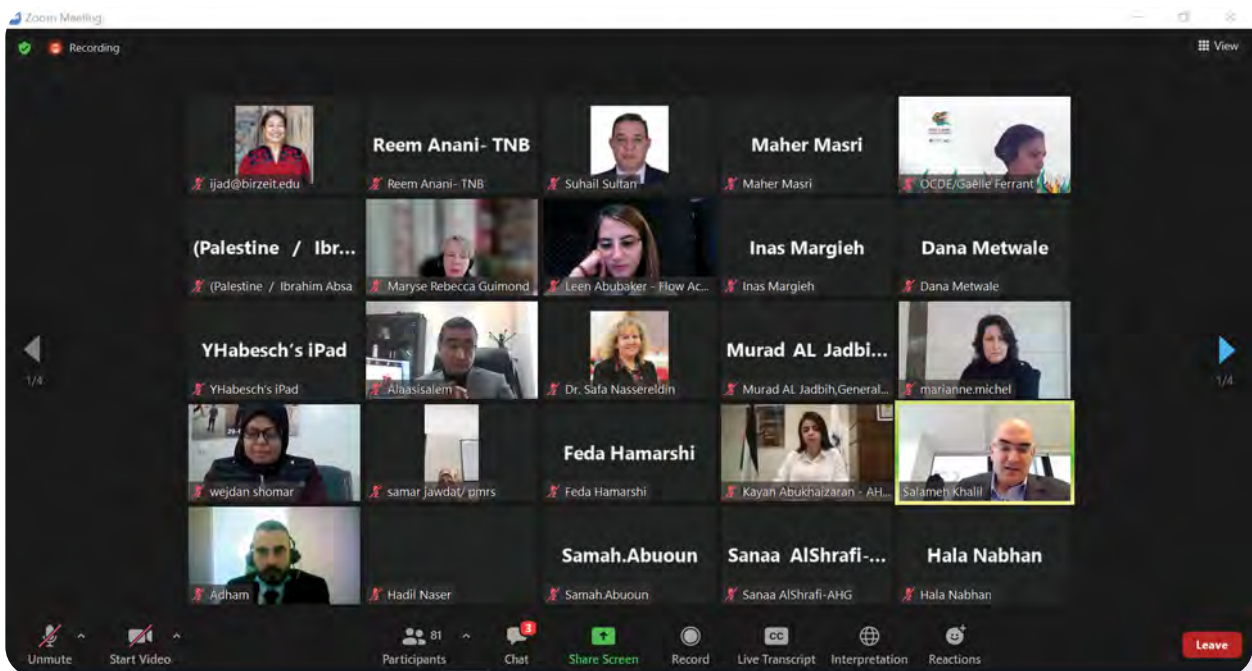 Zoom Meeting
Recording
View
ijad@birzeit.edu
Reem Anani- TNB
Reem Anani- TNB
Suhail Sultan
Maher Masri
Maher Masri
OCDE/Gaëlle Ferrant
(Palestine / Ibr...
(Palestine / Ibrahim Absa
Maryse Rebecca Guimond
Leen Abubaker - Flow Ac...
Inas Margieh
Inas Margieh
Dana Metwale
Dana Metwale
YHabesch's iPad
YHabesch's iPad
Alaasisalem
Dr. Safa Nassereldin
Murad AL Jadbi...
Murad AL Jadbih,General...
marianne.michel
1/4
1/4
wejdan shomar
samar jawdat/ pmrs
Feda Hamarshi
Feda Hamarshi
Kayan Abukhaizaran - AH...
Salameh Khalil
Adham
Hadil Naser
Samah.Abuoun
Samah.Abuoun
Sanaa AlShrafi-...
Sanaa AlShrafi-AHG
Hala Nabhan
Hala Nabhan
Unmute
Start Video
81
Participants
3
Chat
Share Screen
Record
CC
Live Transcript
Interpretation
Reactions
Leave